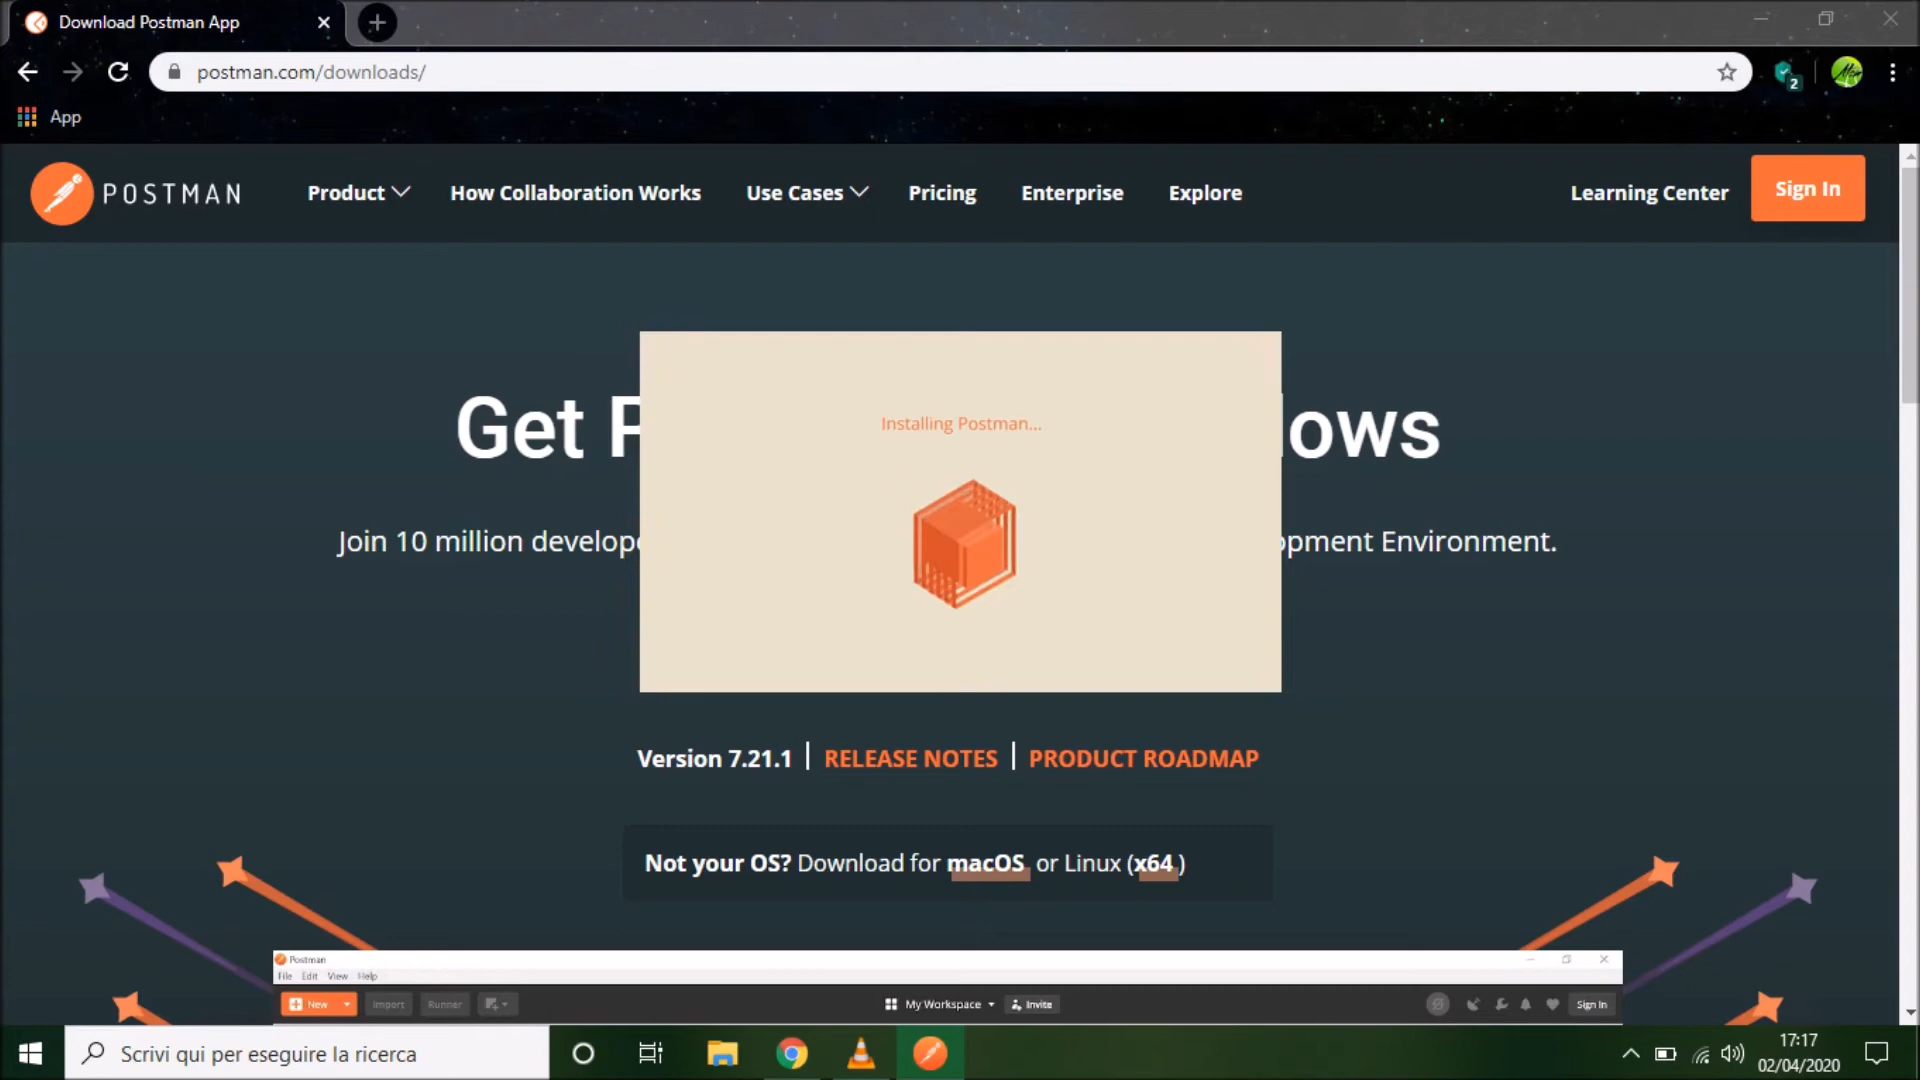 Download Postman App
postman.com/downloads/
2
App
POSTMAN
Product
How Collaboration Works
Use Cases
Pricing
Enterprise
Explore
Learning Center
Sign In
Get P
ows
Installing Postman...
Join 10 million develop
pment Environment.
Version 7.21.1
RELEASE NOTES
PRODUCT ROADMAP
Not your OS? Download for macOS or Linux (x64 )
Postman
File Edit View Help
New
Import
Runner
My Workspace
Invite
Sign In
Scrivi qui per eseguire la ricerca
17:17
02/04/2020